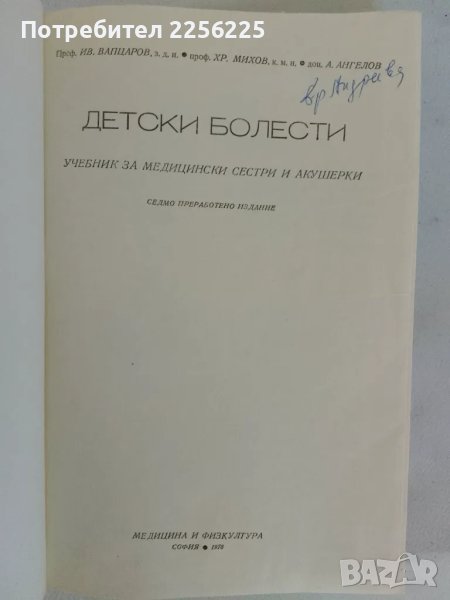 Потребител 2256225
Проф. ИВ. ВАПЦАРОВ, з. д. н. • проф. ХР. МИХОВ, к. м. н. • доц. А. АНГЕЛОВ
ДЕТСКИ БОЛЕСТИ
УЧЕБНИК ЗА МЕДИЦИНСКИ СЕСТРИ И АКУШЕРКИ
СЕДМО ПРЕРАБОТЕНО ИЗДАНИЕ
МЕДИЦИНА И ФИЗКУЛТУРА
СОФИЯ • 1978
BAZAR